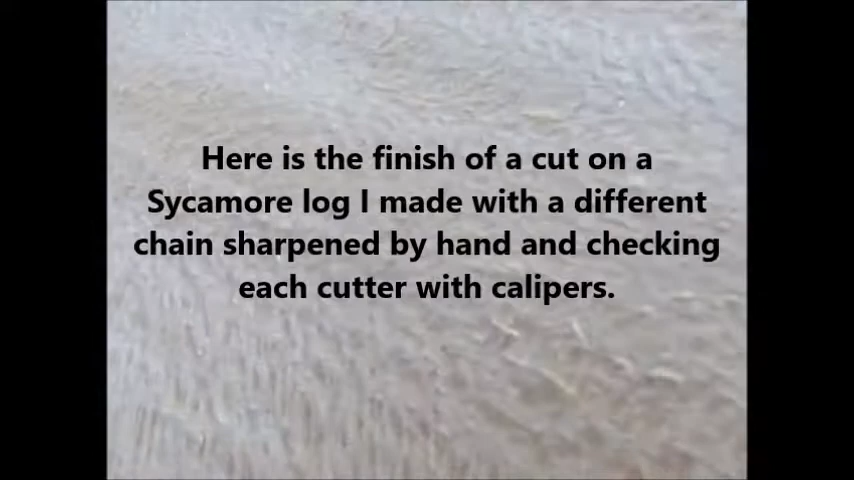 Here is the finish of a cut on a
Sycamore log I made with a different
chain sharpened by hand and checking
each cutter with calipers.